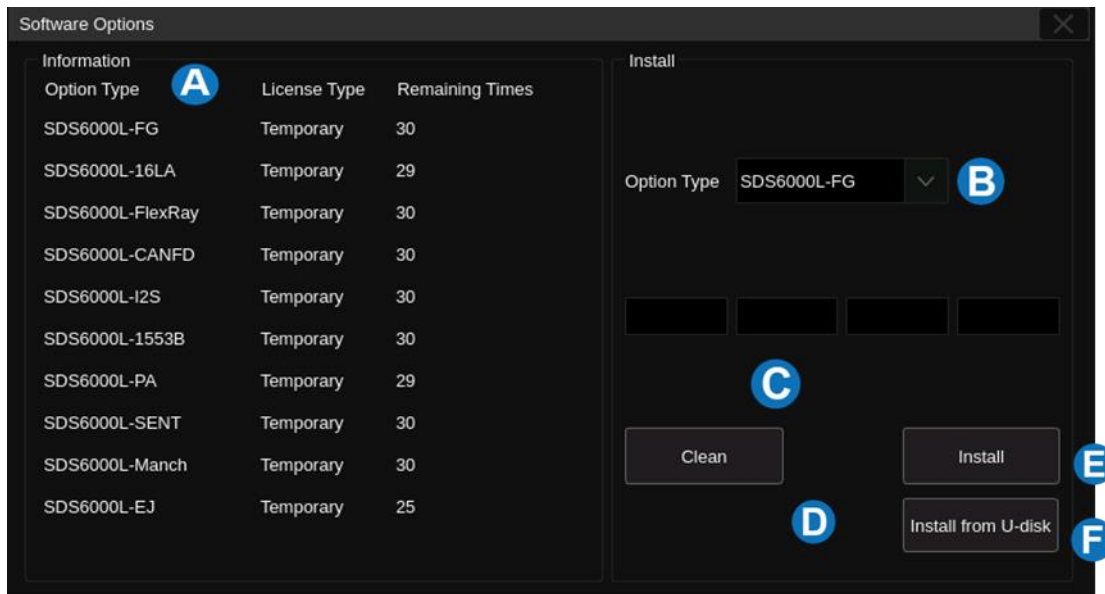 Software Options
Information
Option Type A License Type Remaining Times
SDS6000L-FG Temporary 30
SDS6000L-16LA Temporary 29
SDS6000L-FlexRay Temporary 30
SDS6000L-CANFD Temporary 30
SDS6000L-I2S Temporary 30
SDS6000L-1553B Temporary 30
SDS6000L-PA Temporary 29
SDS6000L-SENT Temporary 30
SDS6000L-Manch Temporary 30
SDS6000L-EJ Temporary 25
Install
Option Type SDS6000L-FG B
C
Clean
Install E
D
Install from U-disk F